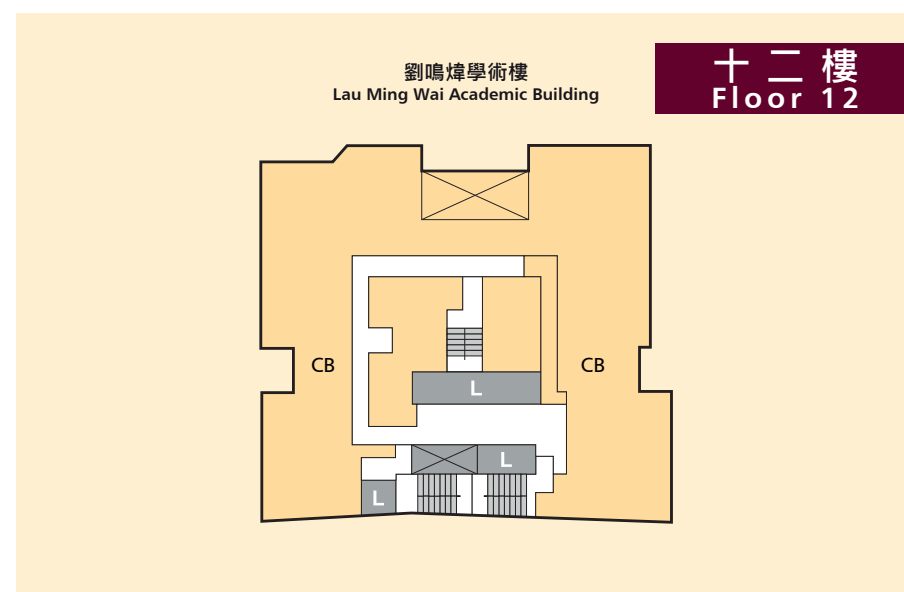 劉鳴煒學術樓
Lau Ming Wai Academic Building
十二樓
Floor 12
CB
CB
L
L
L